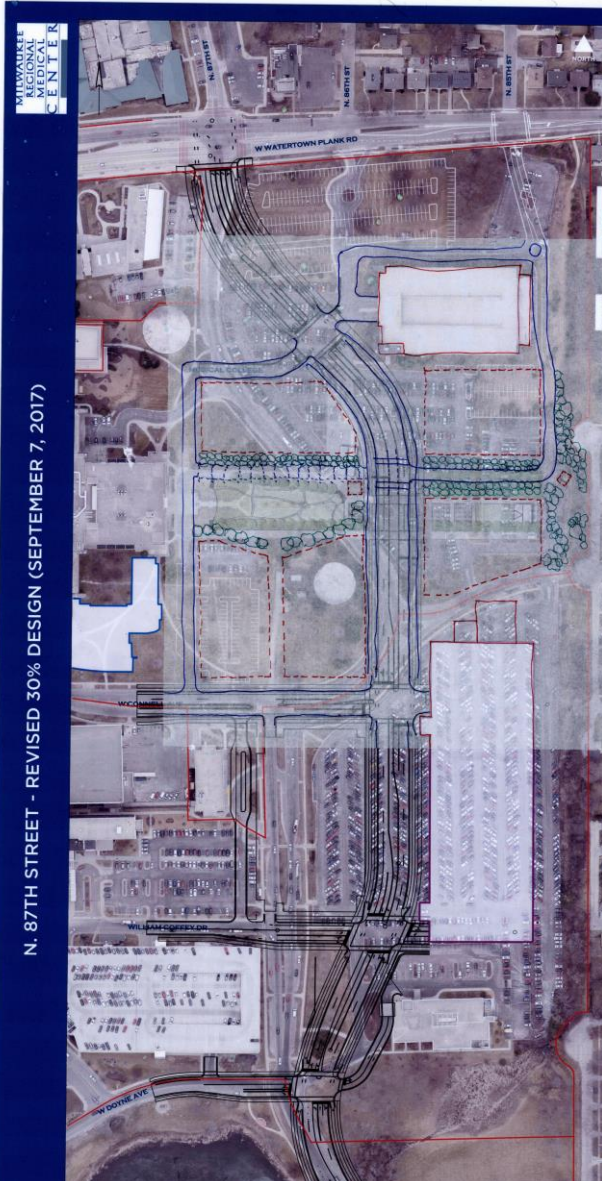 MILWAUKEE
REGIONAL
MEDICAL
CENTER
N. 87TH STREET - REVISED 30% DESIGN (SEPTEMBER 7, 2017)
N. 87TH ST
N. 86TH ST
N. 85TH ST
NORTH
W WATERTOWN PLANK RD
MEDICAL COLLEGE
W CONNELL
WILLIAM COFFEY DR
W DOYNE AVE